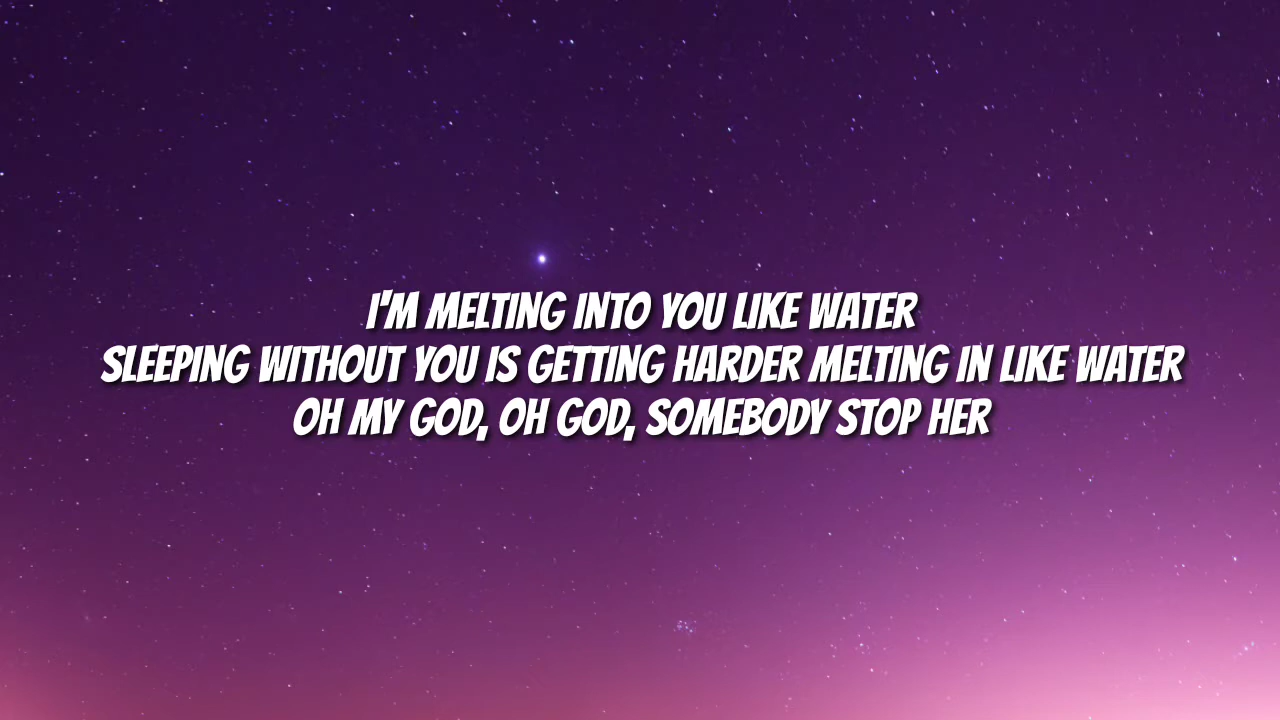 I'M MELTING INTO YOU LIKE WATER
SLEEPING WITHOUT YOU IS GETTING HARDER MELTING IN LIKE WATER
OH MY GOD, OH GOD, SOMEBODY STOP HER